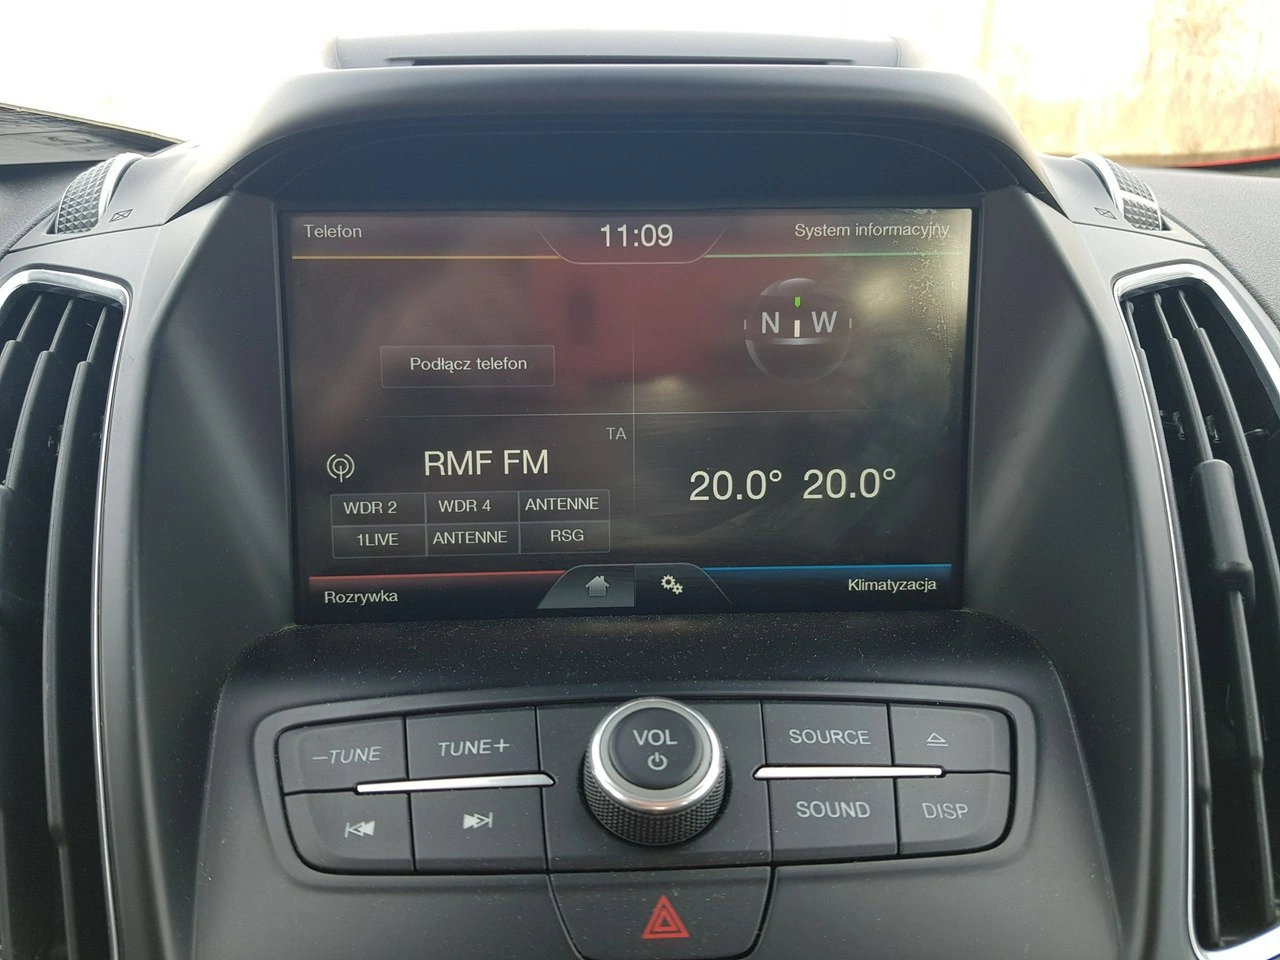 Telefon
11:09
System informacyjny
N W
Podłącz telefon
TA
RMF FM
20.0° 20.0°
WDR 2 WDR 4 ANTENNE
1LIVE ANTENNE RSG
Rozrywka
Klimatyzacja
–TUNE
TUNE+
VOL
SOURCE
SOUND
DISP